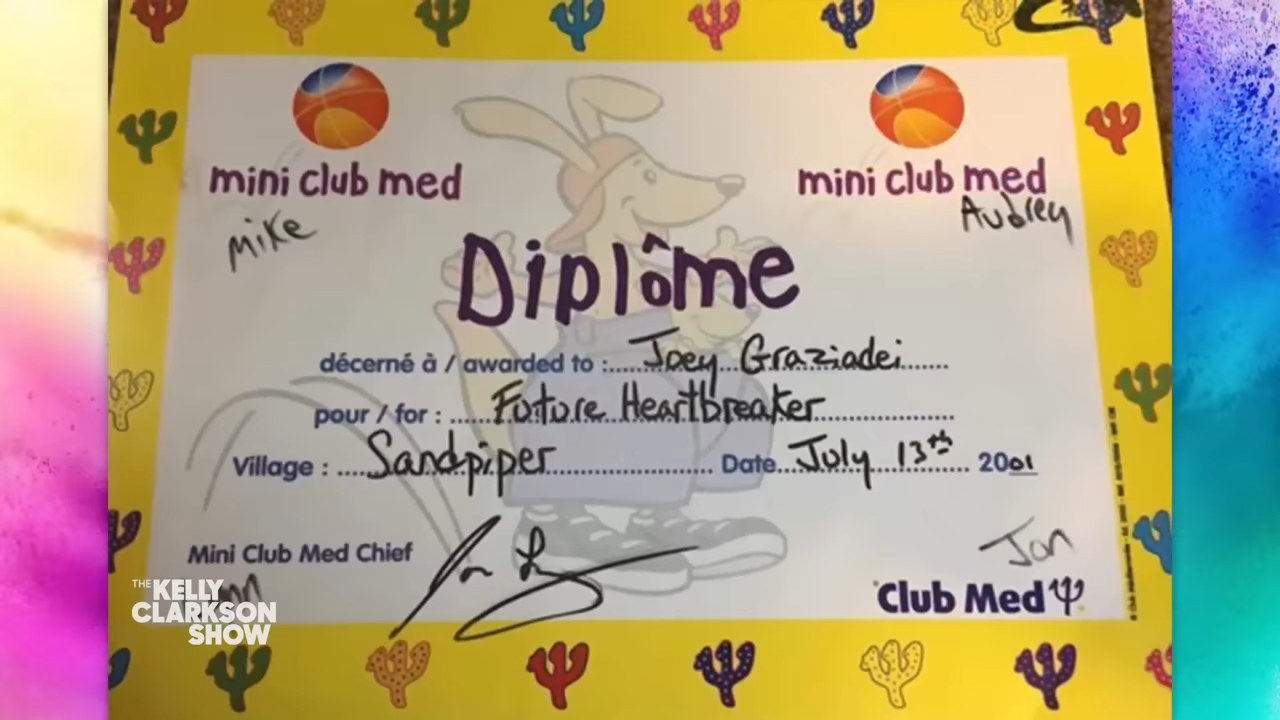 mini club med
mini club med
Mike
Aubrey
Diplôme
décerné à / awarded to : Joey Graziadei
pour / for : Future Heartbreaker
Village : Sandpiper Date July 13th 2001
Mini Club Med Chief
Jon
Club Med
THE KELLY CLARKSON SHOW